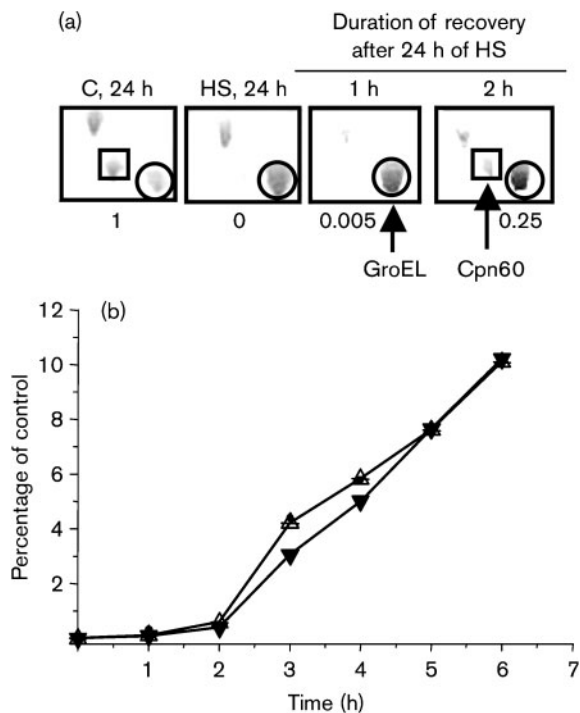 (a)
Duration of recovery
after 24 h of HS
C, 24 h HS, 24 h 1 h 2 h
1 0 0.005 0.25
GroEL Cpn60
(b)
12
10
8
6
4
2
Percentage of control
1 2 3 4 5 6 7
Time (h)